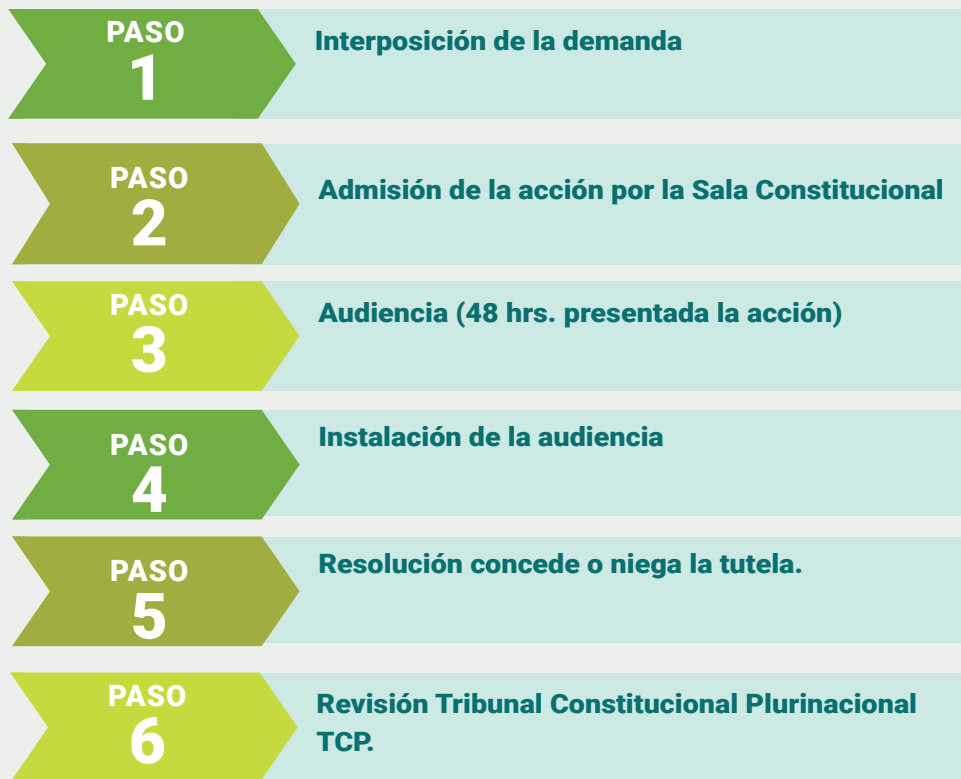 PASO
1
Interposición de la demanda
PASO
2
Admisión de la acción por la Sala Constitucional
PASO
3
Audiencia (48 hrs. presentada la acción)
PASO
4
Instalación de la audiencia
PASO
5
Resolución concede o niega la tutela.
PASO
6
Revisión Tribunal Constitucional Plurinacional
TCP.